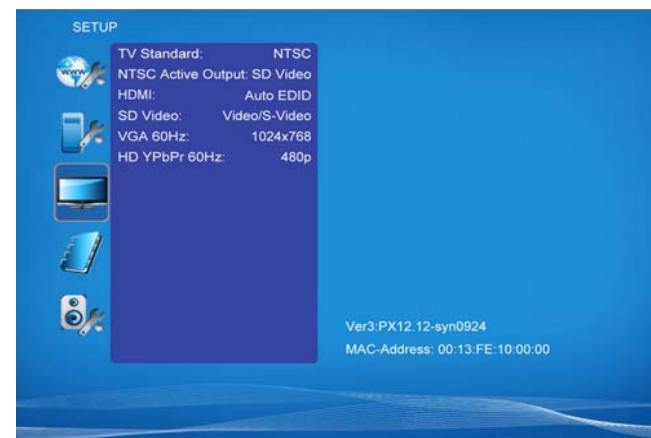 SETUP
www
TV Standard: NTSC
NTSC Active Output: SD Video
HDMI: Auto EDID
SD Video: Video/S-Video
VGA 60Hz: 1024x768
HD YPbPr 60Hz: 480p
Ver3:PX12.12-syn0924
MAC-Address: 00:13:FE:10:00:00